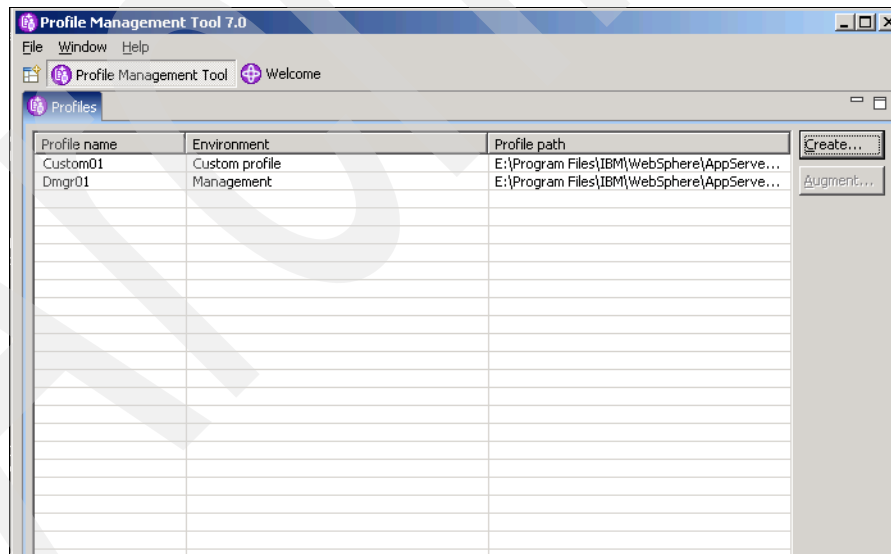 Profile Management Tool 7.0
File Window Help
Profile Management Tool Welcome
Profiles
Profile name Environment Profile path
Create...
Custom01 Custom profile E:\Program Files\IBM\WebSphere\AppServe...
Dmgr01 Management E:\Program Files\IBM\WebSphere\AppServe...
Augment...